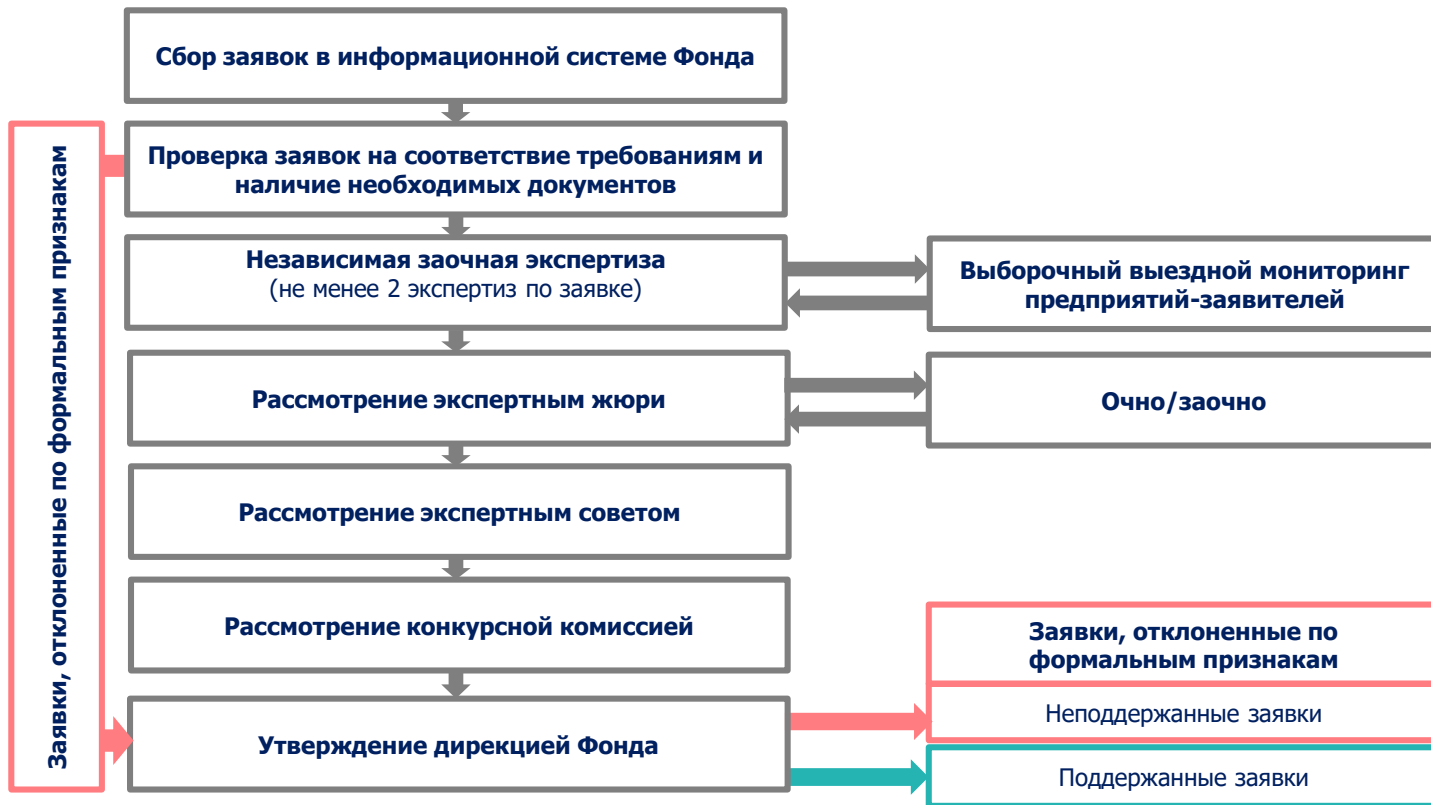 Сбор заявок в информационной системе Фонда
Заявки, отклоненные по формальным признакам
Проверка заявок на соответствие требованиям и
наличие необходимых документов
Независимая заочная экспертиза
(не менее 2 экспертиз по заявке)
Выборочный выездной мониторинг
предприятий-заявителей
Рассмотрение экспертным жюри
Очно/заочно
Рассмотрение экспертным советом
Рассмотрение конкурсной комиссией
Заявки, отклоненные по
формальным признакам
Неподдержанные заявки
Утверждение дирекцией Фонда
Поддержанные заявки